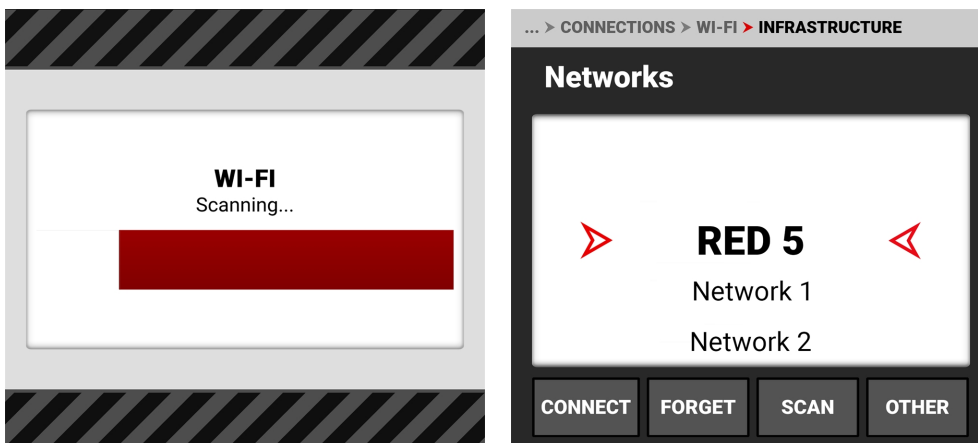 WI-FI
Scanning...
... > CONNECTIONS > WI-FI > INFRASTRUCTURE
Networks
RED 5
Network 1
Network 2
CONNECT FORGET SCAN OTHER